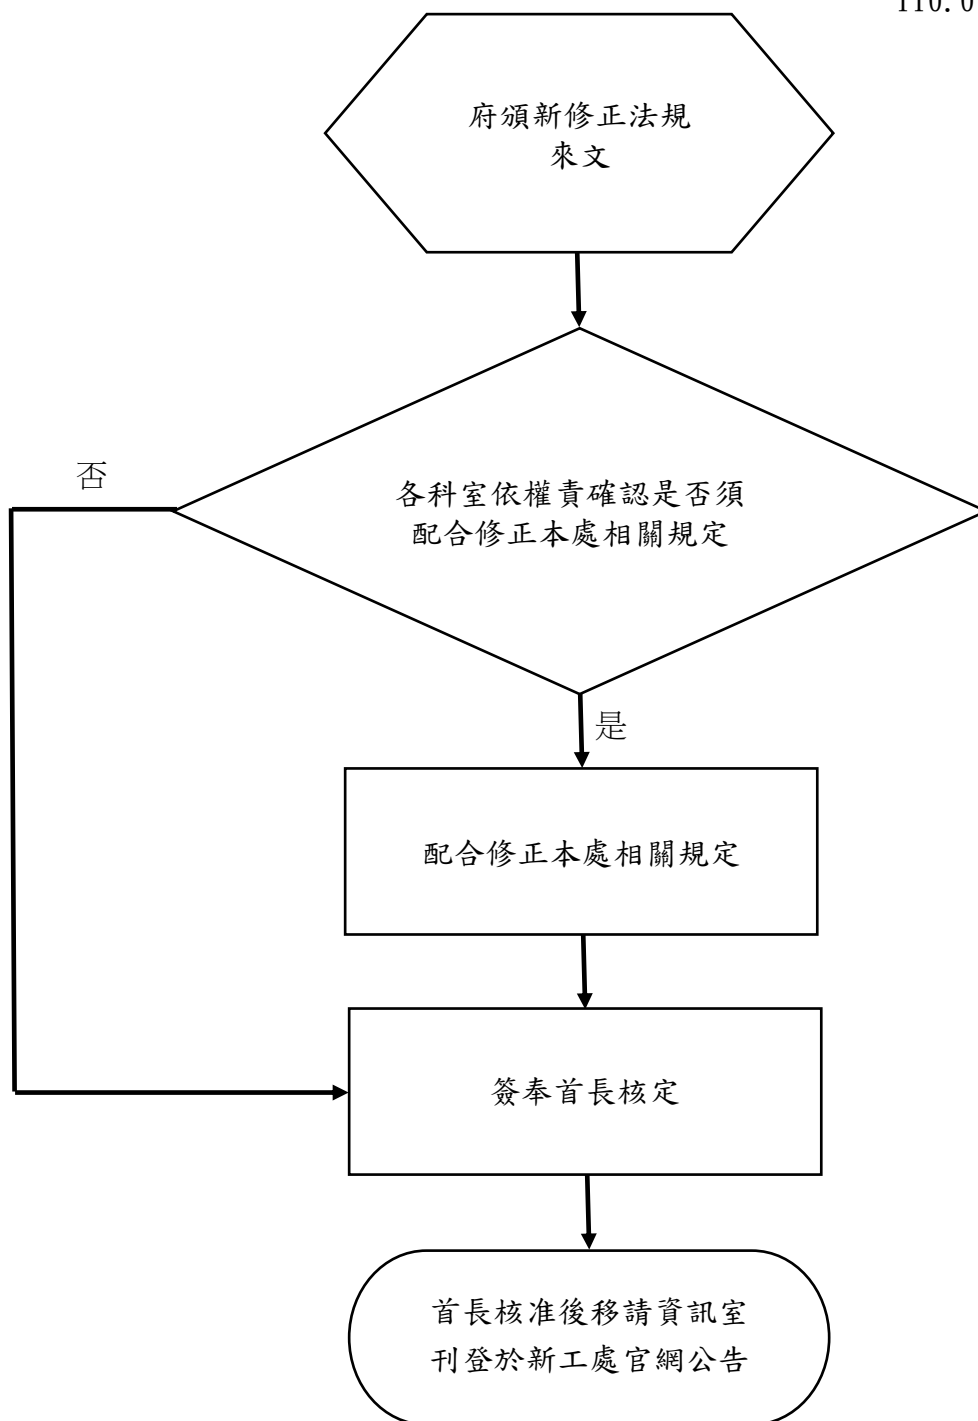 110.0
府頒新修正法規
來文
各科室依權責確認是否須
配合修正本處相關規定
否
是
配合修正本處相關規定
簽奉首長核定
首長核准後移請資訊室
刊登於新工處官網公告